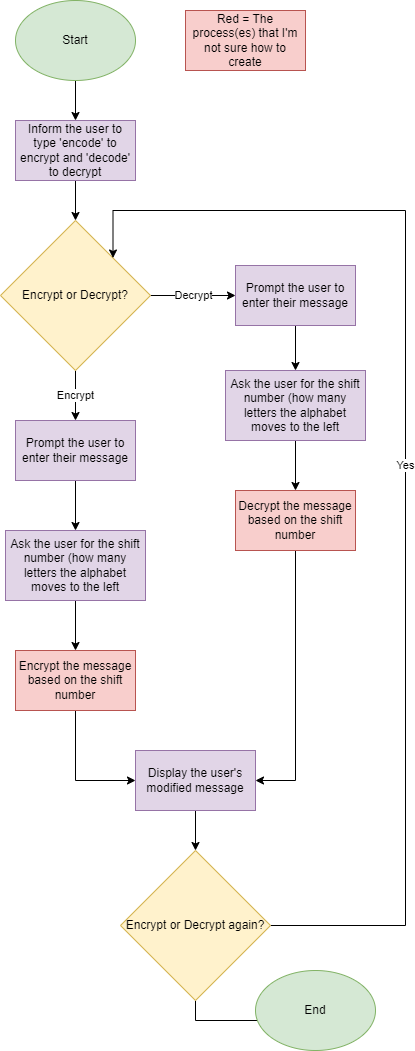 Start
Red = The
process(es) that I'm
not sure how to
create
Inform the user to
type 'encode' to
encrypt and 'decode'
to decrypt
Encrypt or Decrypt?
Decrypt
Prompt the user to
enter their message
Ask the user for the shift
number (how many
letters the alphabet
moves to the left
Encrypt
Prompt the user to
enter their message
Yes
Decrypt the message
based on the shift
number
Ask the user for the shift
number (how many
letters the alphabet
moves to the left
Encrypt the message
based on the shift
number
Display the user's
modified message
Encrypt or Decrypt again?
End